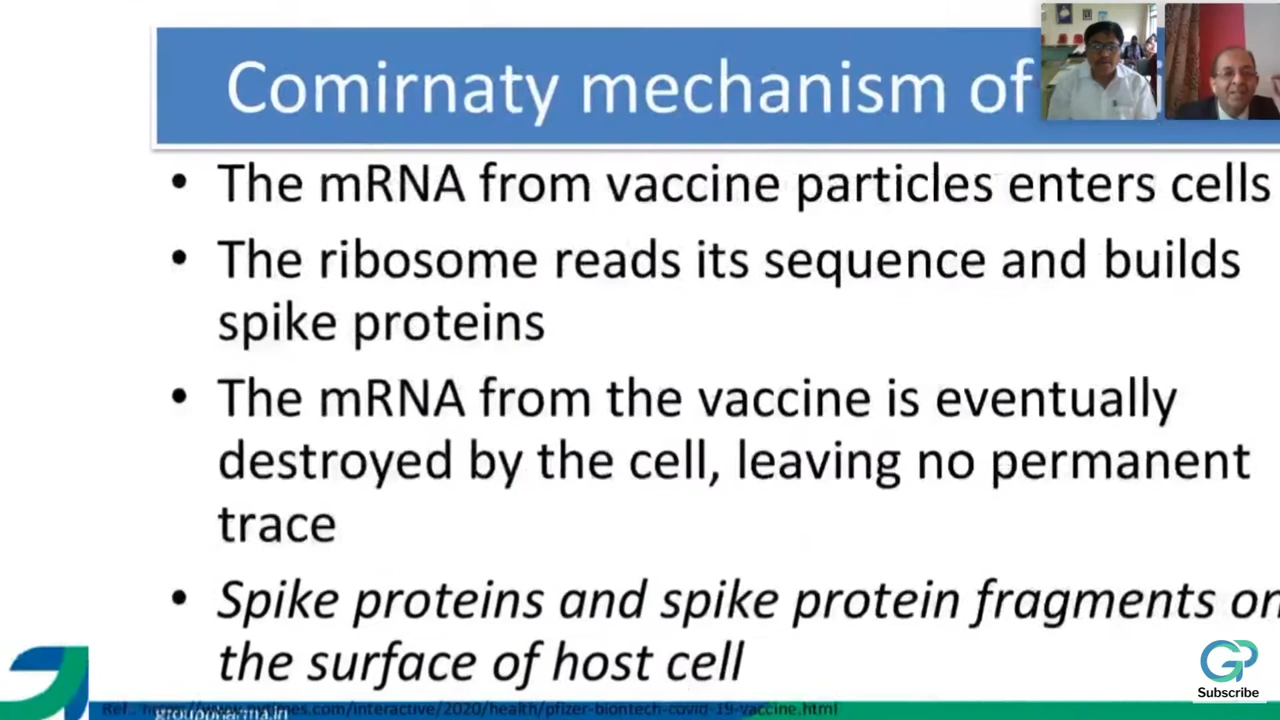 Comirnaty mechanism of
• The mRNA from vaccine particles enters cells
• The ribosome reads its sequence and builds
spike proteins
• The mRNA from the vaccine is eventually
destroyed by the cell, leaving no permanent
trace
• Spike proteins and spike protein fragments on
the surface of host cell
GP
Subscribe
Ref.: https://www.nytimes.com/interactive/2020/health/pfizer-biontech-covid-19-vaccine.html
grouppharma.in